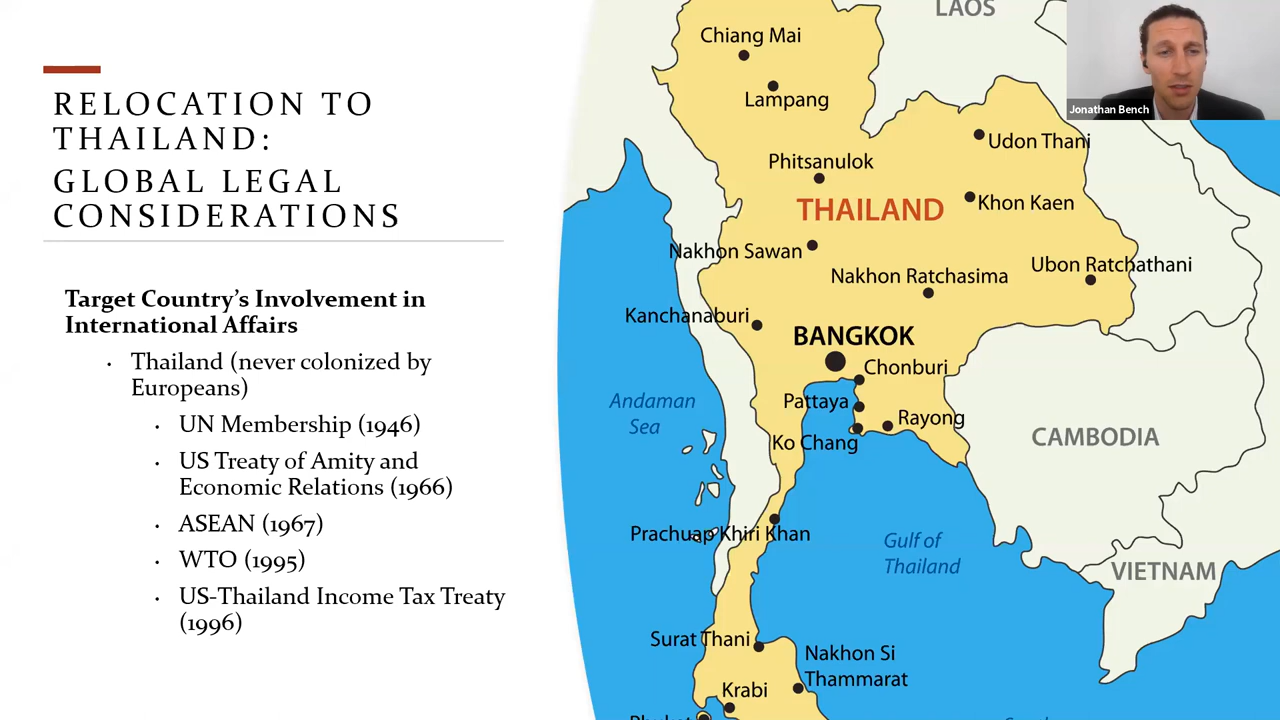 RELOCATION TO
THAILAND:
GLOBAL LEGAL
CONSIDERATIONS
Target Country's Involvement in
International Affairs
· Thailand (never colonized by
Europeans)
· UN Membership (1946)
· US Treaty of Amity and
Economic Relations (1966)
· ASEAN (1967)
· WTO (1995)
· US-Thailand Income Tax Treaty
(1996)
LAOS
Chiang Mai
Lampang
Udon Thani
Phitsanulok
Khon Kaen
THAILAND
Nakhon Sawan
Ubon Ratchathani
Nakhon Ratchasima
Kanchanaburi
BANGKOK
Chonburi
Pattaya
Andaman
Sea
Rayong
Ko Chang
CAMBODIA
Prachuap Khiri Khan
Gulf of
Thailand
VIETNAM
Surat Thani
Nakhon Si
Thammarat
Krabi
Phuket
Jonathan Bench